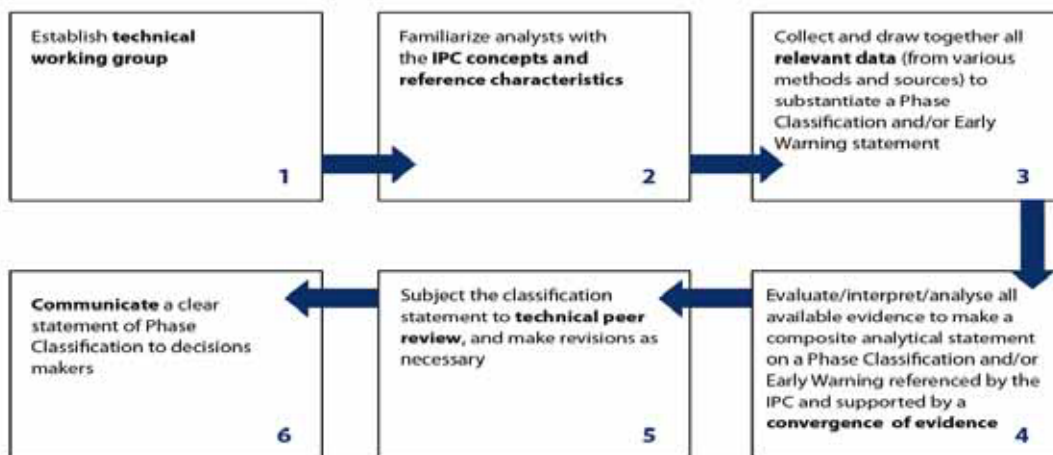 Establish technical
working group
1
Familiarize analysts with
the IPC concepts and
reference characteristics
2
Collect and draw together all
relevant data (from various
methods and sources) to
substantiate a Phase
Classification and/or Early
Warning statement
3
Evaluate/interpret/analyse all
available evidence to make a
composite analytical statement
on a Phase Classification and/or
Early Warning referenced by the
IPC and supported by a
convergence of evidence
4
Subject the classification
statement to technical peer
review, and make revisions as
necessary
5
Communicate a clear
statement of Phase
Classification to decisions
makers
6